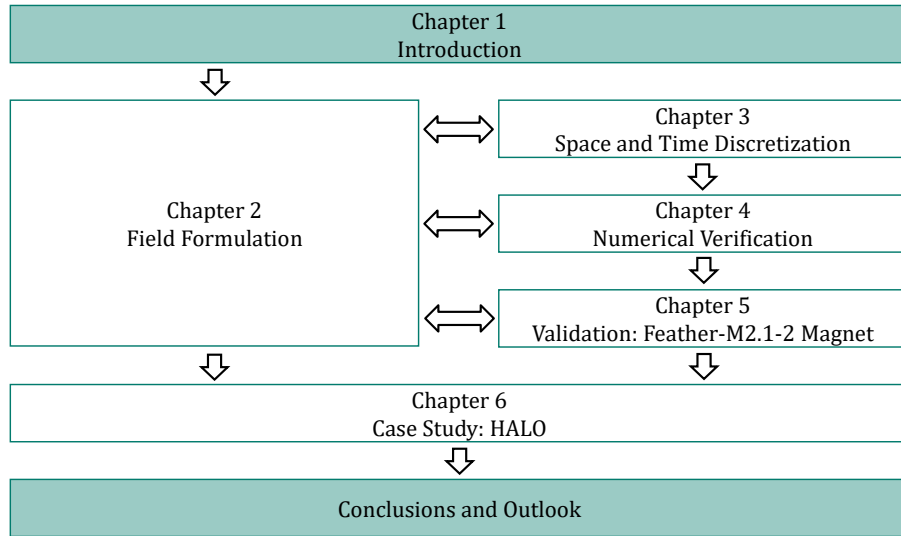 Chapter 1
Introduction
Chapter 2
Field Formulation
Chapter 3
Space and Time Discretization
Chapter 4
Numerical Verification
Chapter 5
Validation: Feather-M2.1-2 Magnet
Chapter 6
Case Study: HALO
Conclusions and Outlook